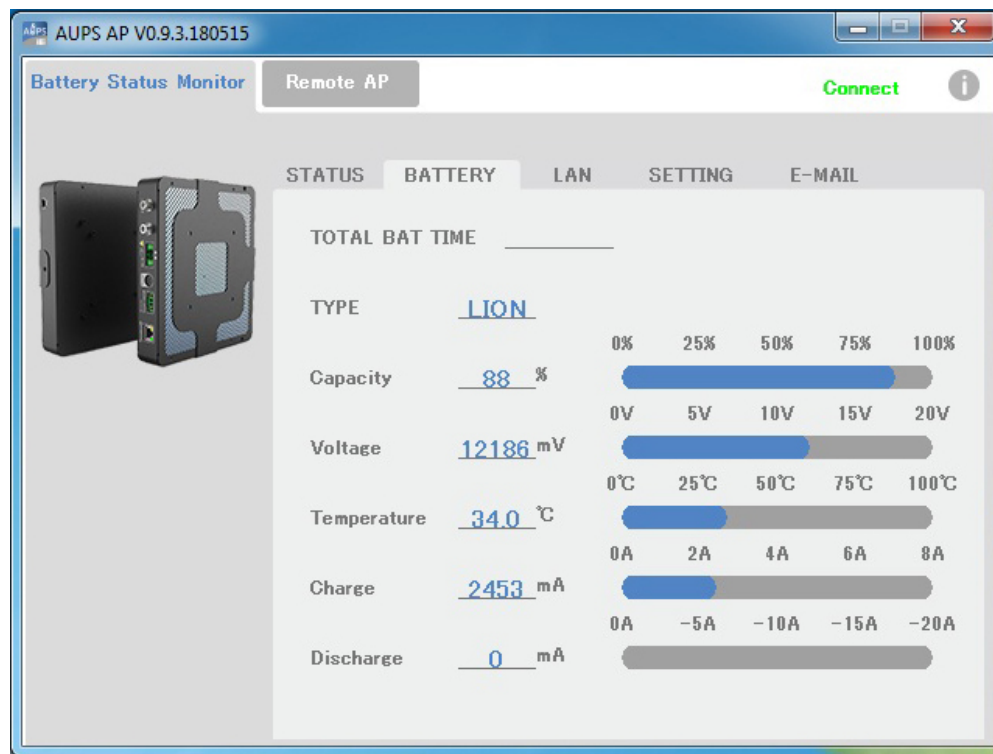 AUPS AP V0.9.3.180515
Battery Status Monitor Remote AP Connect i
STATUS BATTERY LAN SETTING E-MAIL
TOTAL BAT TIME
TYPE LION
0% 25% 50% 75% 100%
Capacity 88 %
0V 5V 10V 15V 20V
Voltage 12186 mV
0℃ 25℃ 50℃ 75℃ 100℃
Temperature 34.0 ℃
0A 2A 4A 6A 8A
Charge 2453 mA
0A -5A -10A -15A -20A
Discharge 0 mA